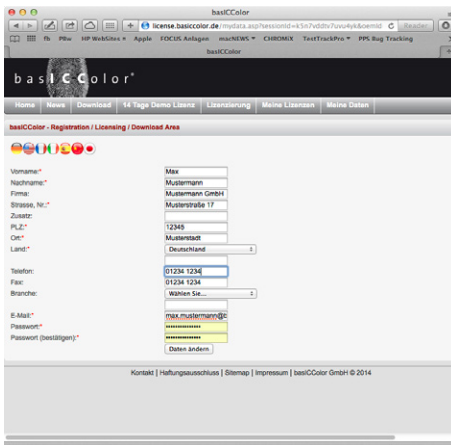 basICColor
license.basiccolor.de/mydata.asp?sessionId=k5n7vddtv7uvu4yk&oemId
Reader
fb PBw HP WebSites Apple FOCUS Anlagen macNEWS CHROMiX TestTrackPro PPS Bug Tracking
basICColor
basICColor®
Home News Download 14 Tage Demo Lizenz Lizenzierung Meine Lizenzen Meine Daten
basICColor - Registration / Licensing / Download Area
Vorname:* Max
Nachname:* Mustermann
Firma: Mustermann GmbH
Strasse, Nr.:* Musterstraße 17
Zusatz:
PLZ:* 12345
Ort:* Musterstadt
Land:* Deutschland
Telefon: 01234 1234
Fax: 01234 1234
Branche: Wählen Sie...
E-Mail:* max.mustermann@b
Passwort:*
Passwort (bestätigen):*
Daten ändern
Kontakt | Haftungsausschluss | Sitemap | Impressum | basICColor GmbH © 2014